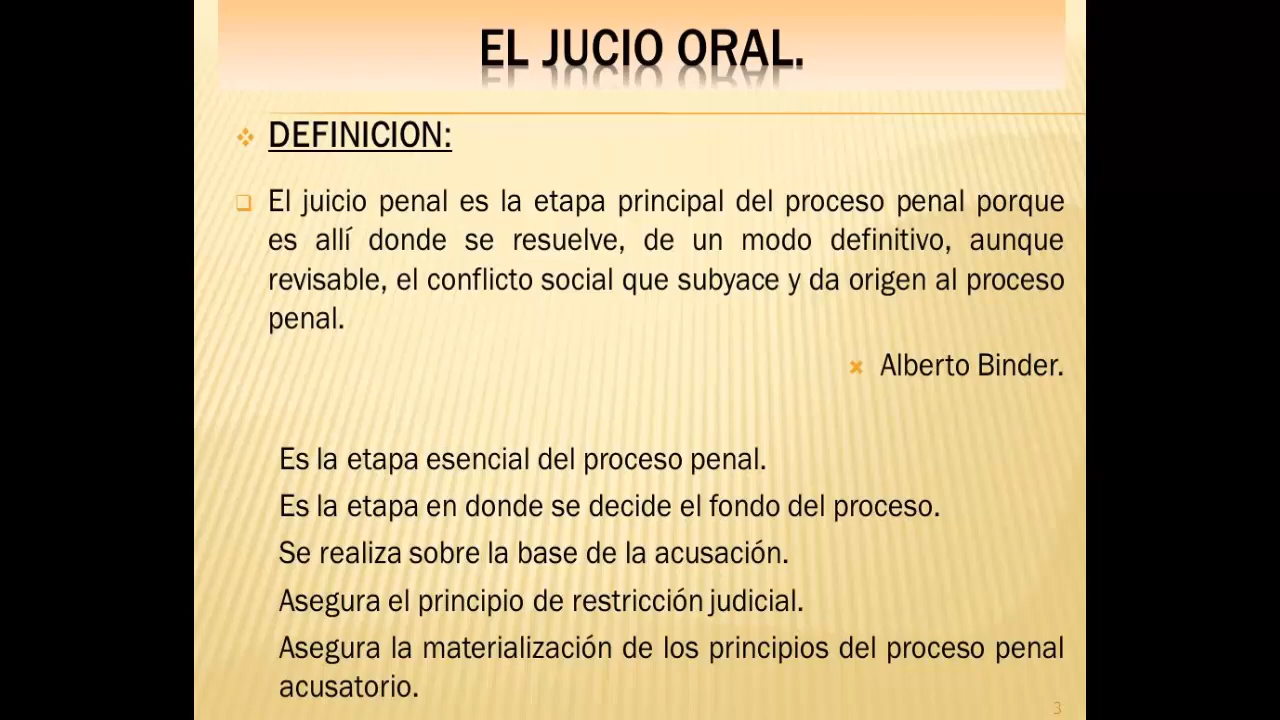 EL JUCIO ORAL.
DEFINICION:
El juicio penal es la etapa principal del proceso penal porque
es allí donde se resuelve, de un modo definitivo, aunque
revisable, el conflicto social que subyace y da origen al proceso
penal.
Alberto Binder.
Es la etapa esencial del proceso penal.
Es la etapa en donde se decide el fondo del proceso.
Se realiza sobre la base de la acusación.
Asegura el principio de restricción judicial.
Asegura la materialización de los principios del proceso penal
acusatorio.
3